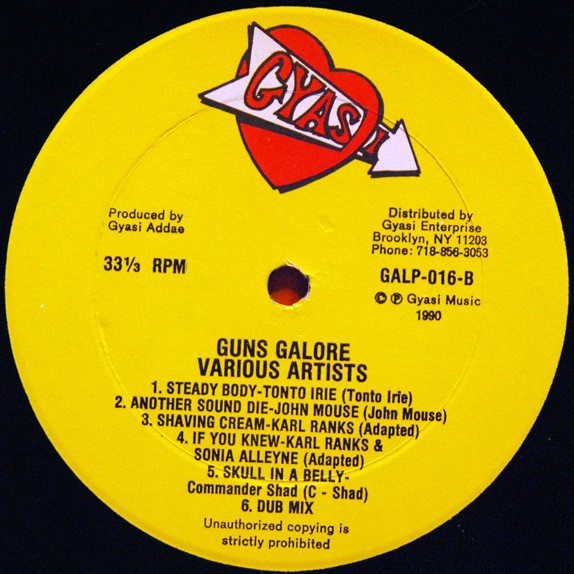 GYASI
Produced by
Gyasi Addae
33⅓ RPM
Distributed by
Gyasi Enterprise
Brooklyn, NY 11203
Phone: 718-856-3053
GALP-016-B
© ℗ Gyasi Music
1990
GUNS GALORE
VARIOUS ARTISTS
1. STEADY BODY-TONTO IRIE (Tonto Irie)
2. ANOTHER SOUND DIE-JOHN MOUSE (John Mouse)
3. SHAVING CREAM-KARL RANKS (Adapted)
4. IF YOU KNEW-KARL RANKS &
SONIA ALLEYNE (Adapted)
5. SKULL IN A BELLY-
Commander Shad (C - Shad)
6. DUB MIX
Unauthorized copying is
strictly prohibited